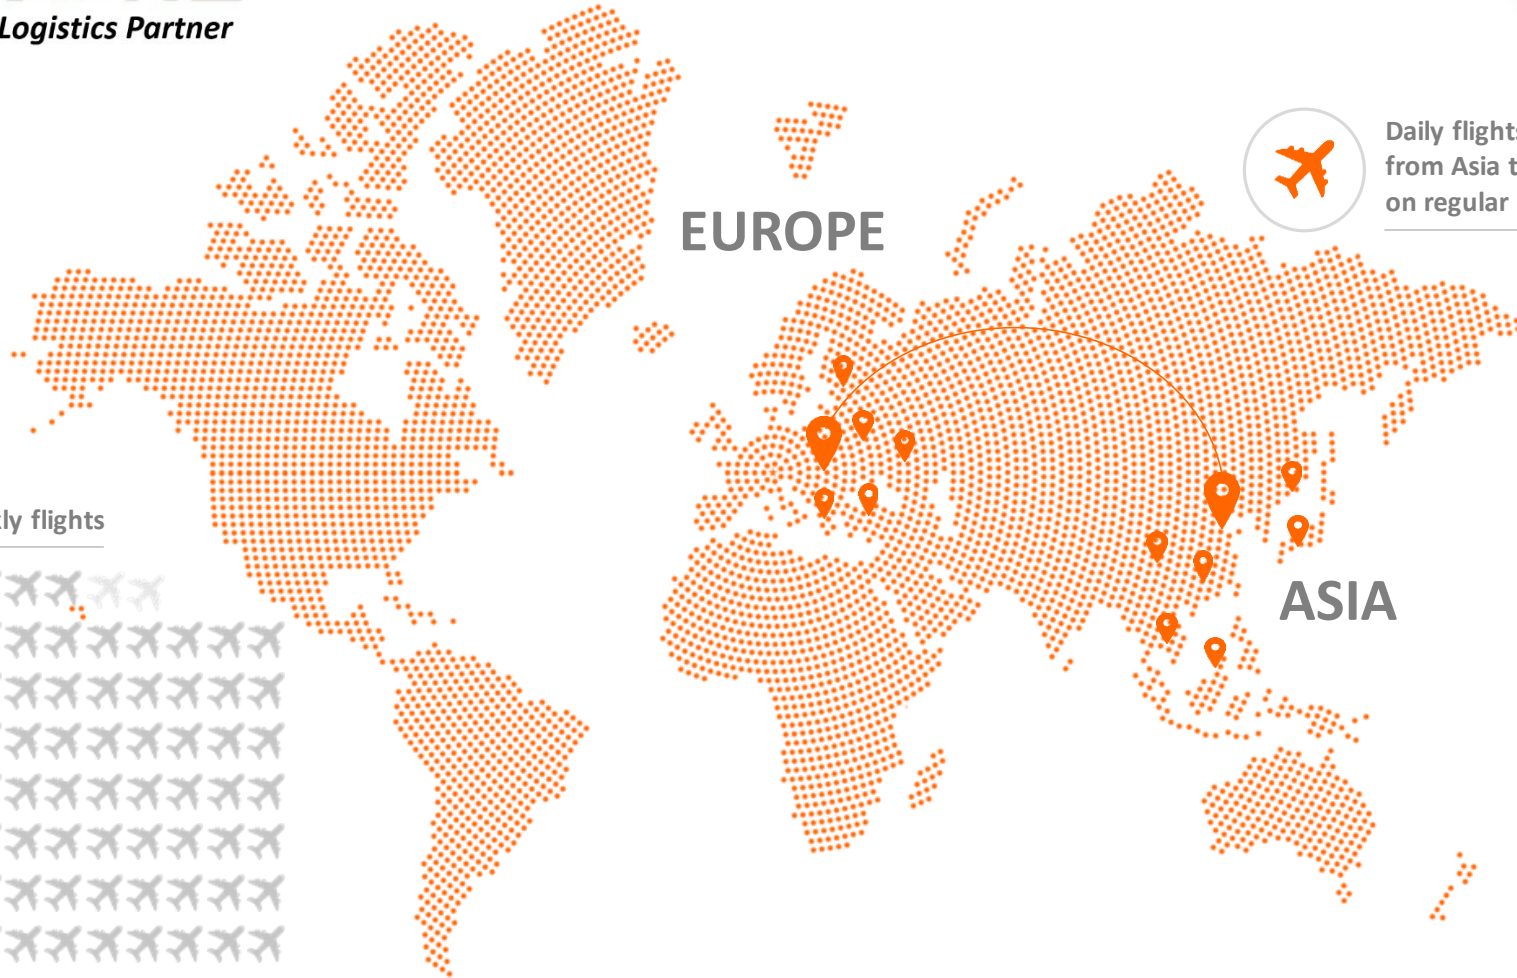 Logistics Partner
Daily flights
from Asia t
on regular
EUROPE
ly flights
ASIA